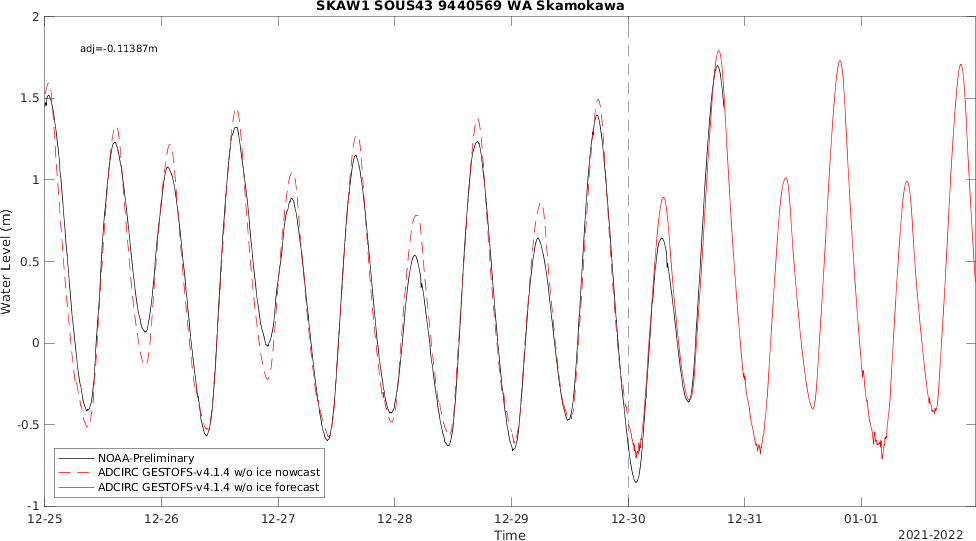 SKAW1 SOUS43 9440569 WA Skamokawa
adj=-0.11387m
2
1.5
1
0.5
0
-0.5
-1
Water Level (m)
NOAA-Preliminary
ADCIRC GESTOFS-v4.1.4 w/o ice nowcast
ADCIRC GESTOFS-v4.1.4 w/o ice forecast
12-25 12-26 12-27 12-28 12-29 12-30 12-31 01-01
Time
2021-2022